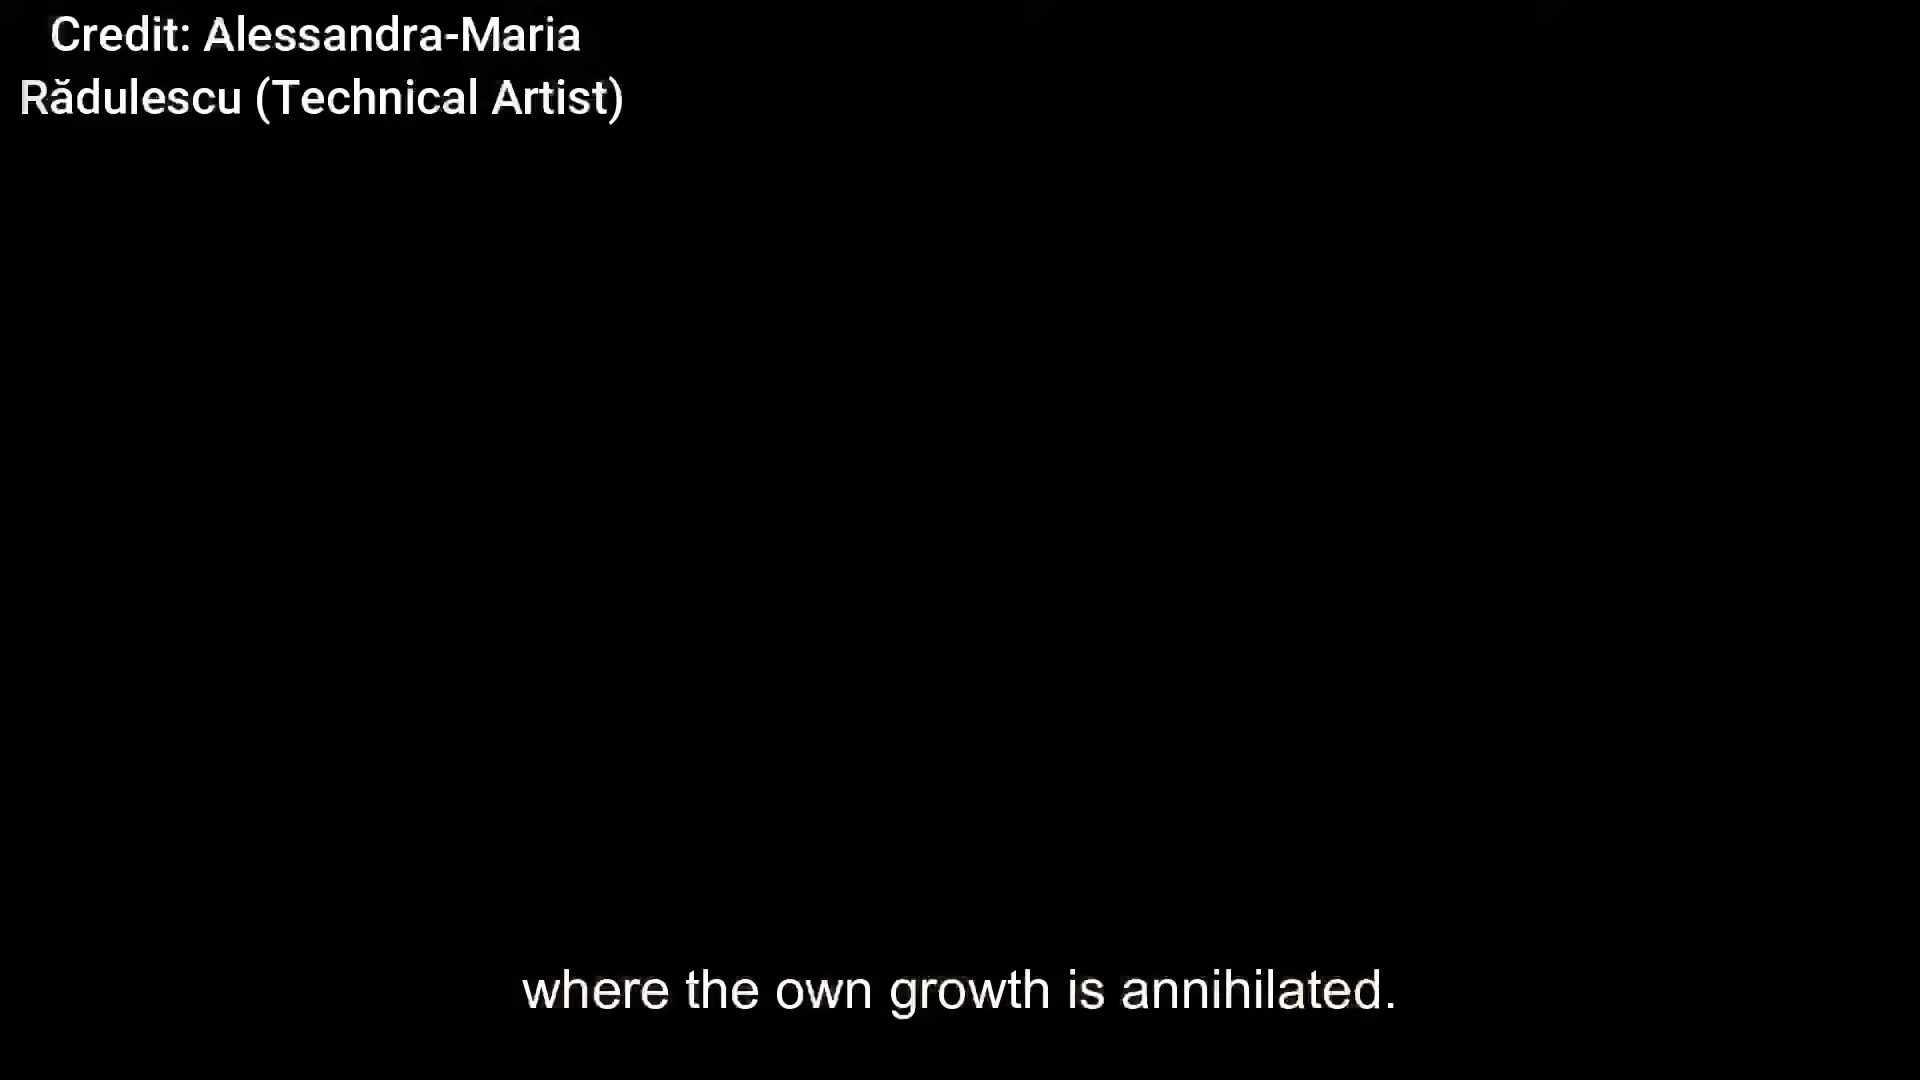 Credit: Alessandra-Maria
Rădulescu (Technical Artist)
where the own growth is annihilated.